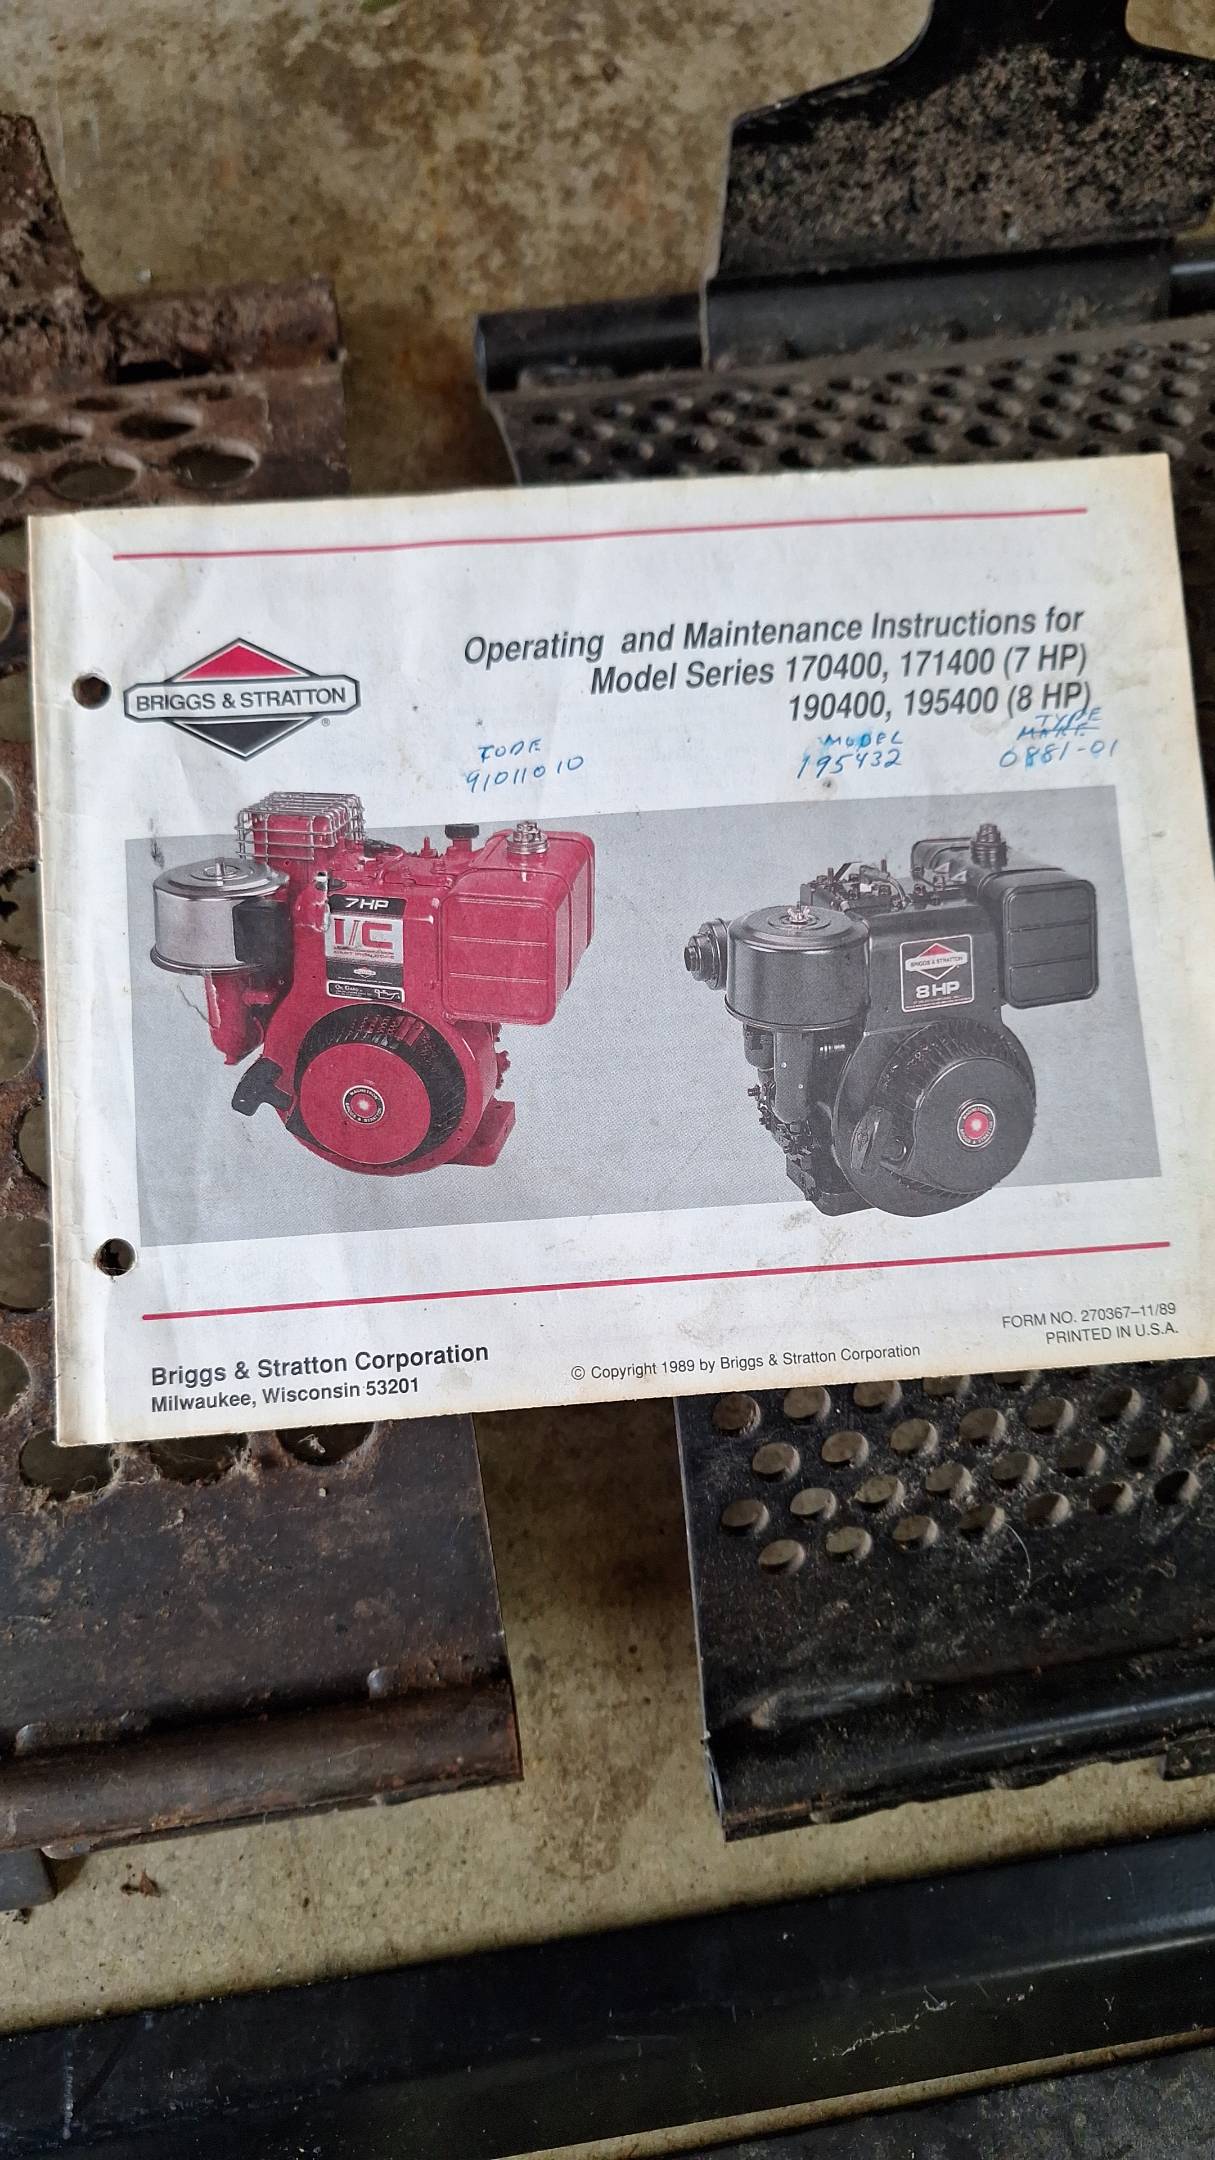 Operating and Maintenance Instructions for
Model Series 170400, 171400 (7 HP)
190400, 195400 (8 HP)
BRIGGS & STRATTON
®
CODE
91011010
MODEL
195432
TYPE
0881-01
7HP
I/C
BRIGGS & STRATTON
8HP
FORM NO. 270367–11/89
PRINTED IN U.S.A.
Briggs & Stratton Corporation
Milwaukee, Wisconsin 53201
© Copyright 1989 by Briggs & Stratton Corporation